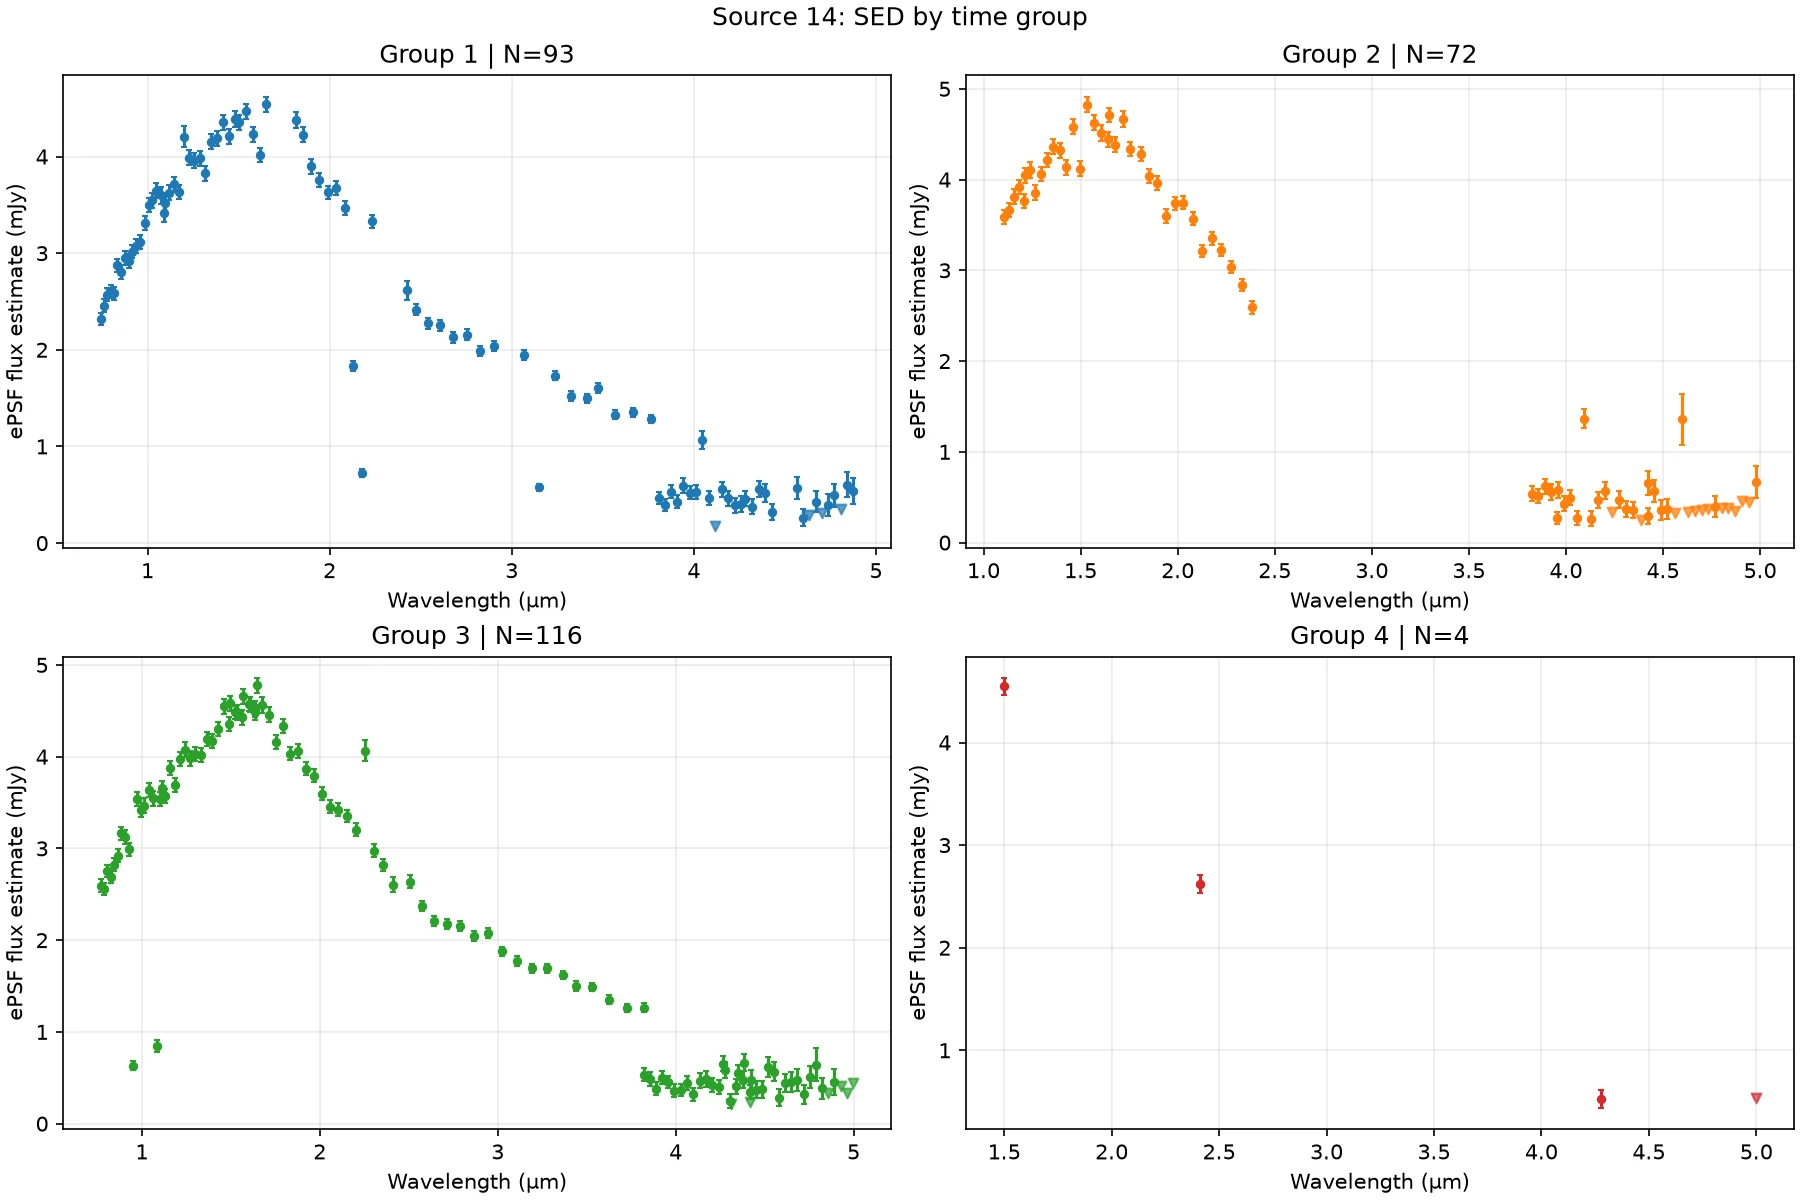 Source 14: SED by time group
Group 1 | N=93
ePSF flux estimate (mJy)
4
3
2
1
0
1 2 3 4 5
Wavelength (μm)
Group 2 | N=72
ePSF flux estimate (mJy)
5
4
3
2
1
0
1.0 1.5 2.0 2.5 3.0 3.5 4.0 4.5 5.0
Wavelength (μm)
Group 3 | N=116
ePSF flux estimate (mJy)
5
4
3
2
1
0
1 2 3 4 5
Wavelength (μm)
Group 4 | N=4
ePSF flux estimate (mJy)
4
3
2
1
1.5 2.0 2.5 3.0 3.5 4.0 4.5 5.0
Wavelength (μm)